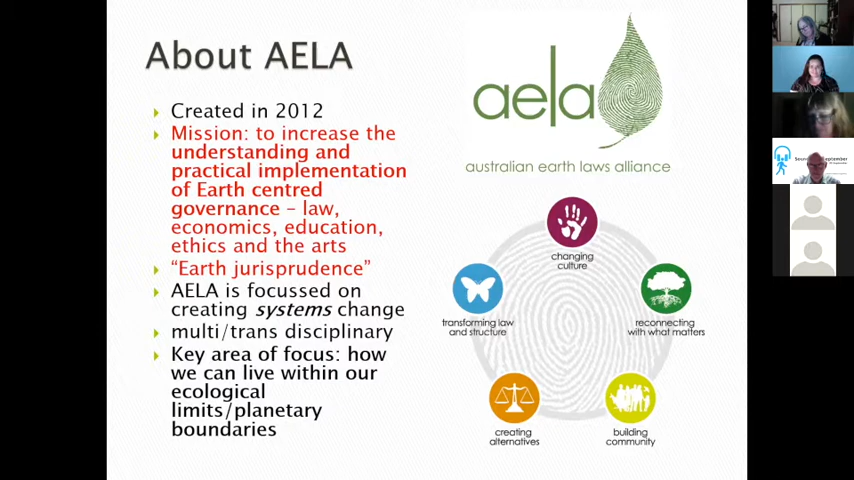 About AELA
Created in 2012
Mission: to increase the
understanding and
practical implementation
of Earth centred
governance – law,
economics, education,
ethics and the arts
“Earth jurisprudence”
AELA is focussed on
creating systems change
multi/trans disciplinary
Key area of focus: how
we can live within our
ecological
limits/planetary
boundaries
aela
australian earth laws alliance
changing
culture
transforming law
and structure
reconnecting
with what matters
creating
alternatives
building
community